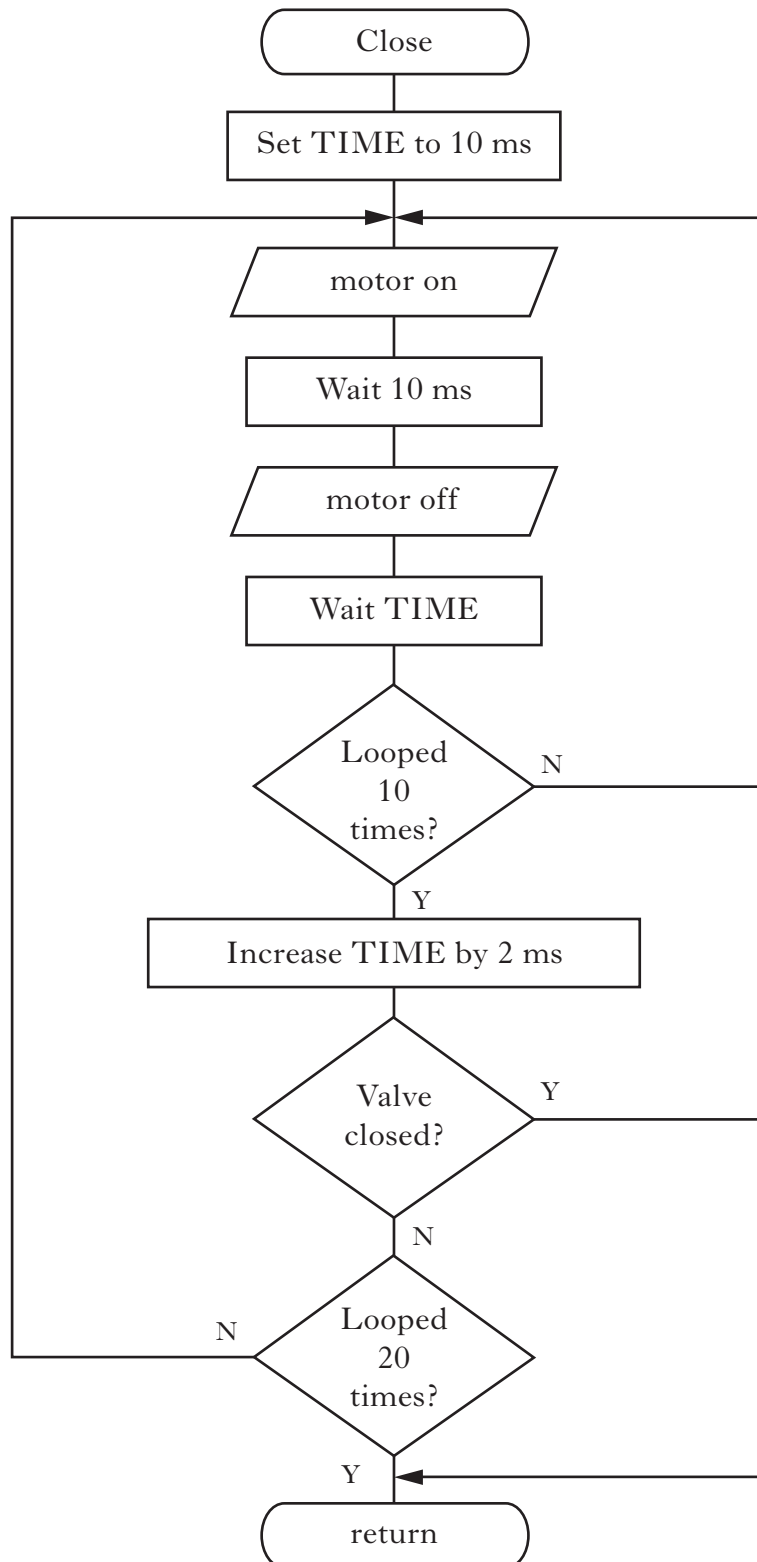 Close
Set TIME to 10 ms
motor on
Wait 10 ms
motor off
Wait TIME
Looped
10
times?
N
Y
Increase TIME by 2 ms
Valve
closed?
Y
N
Looped
20
times?
N
Y
return